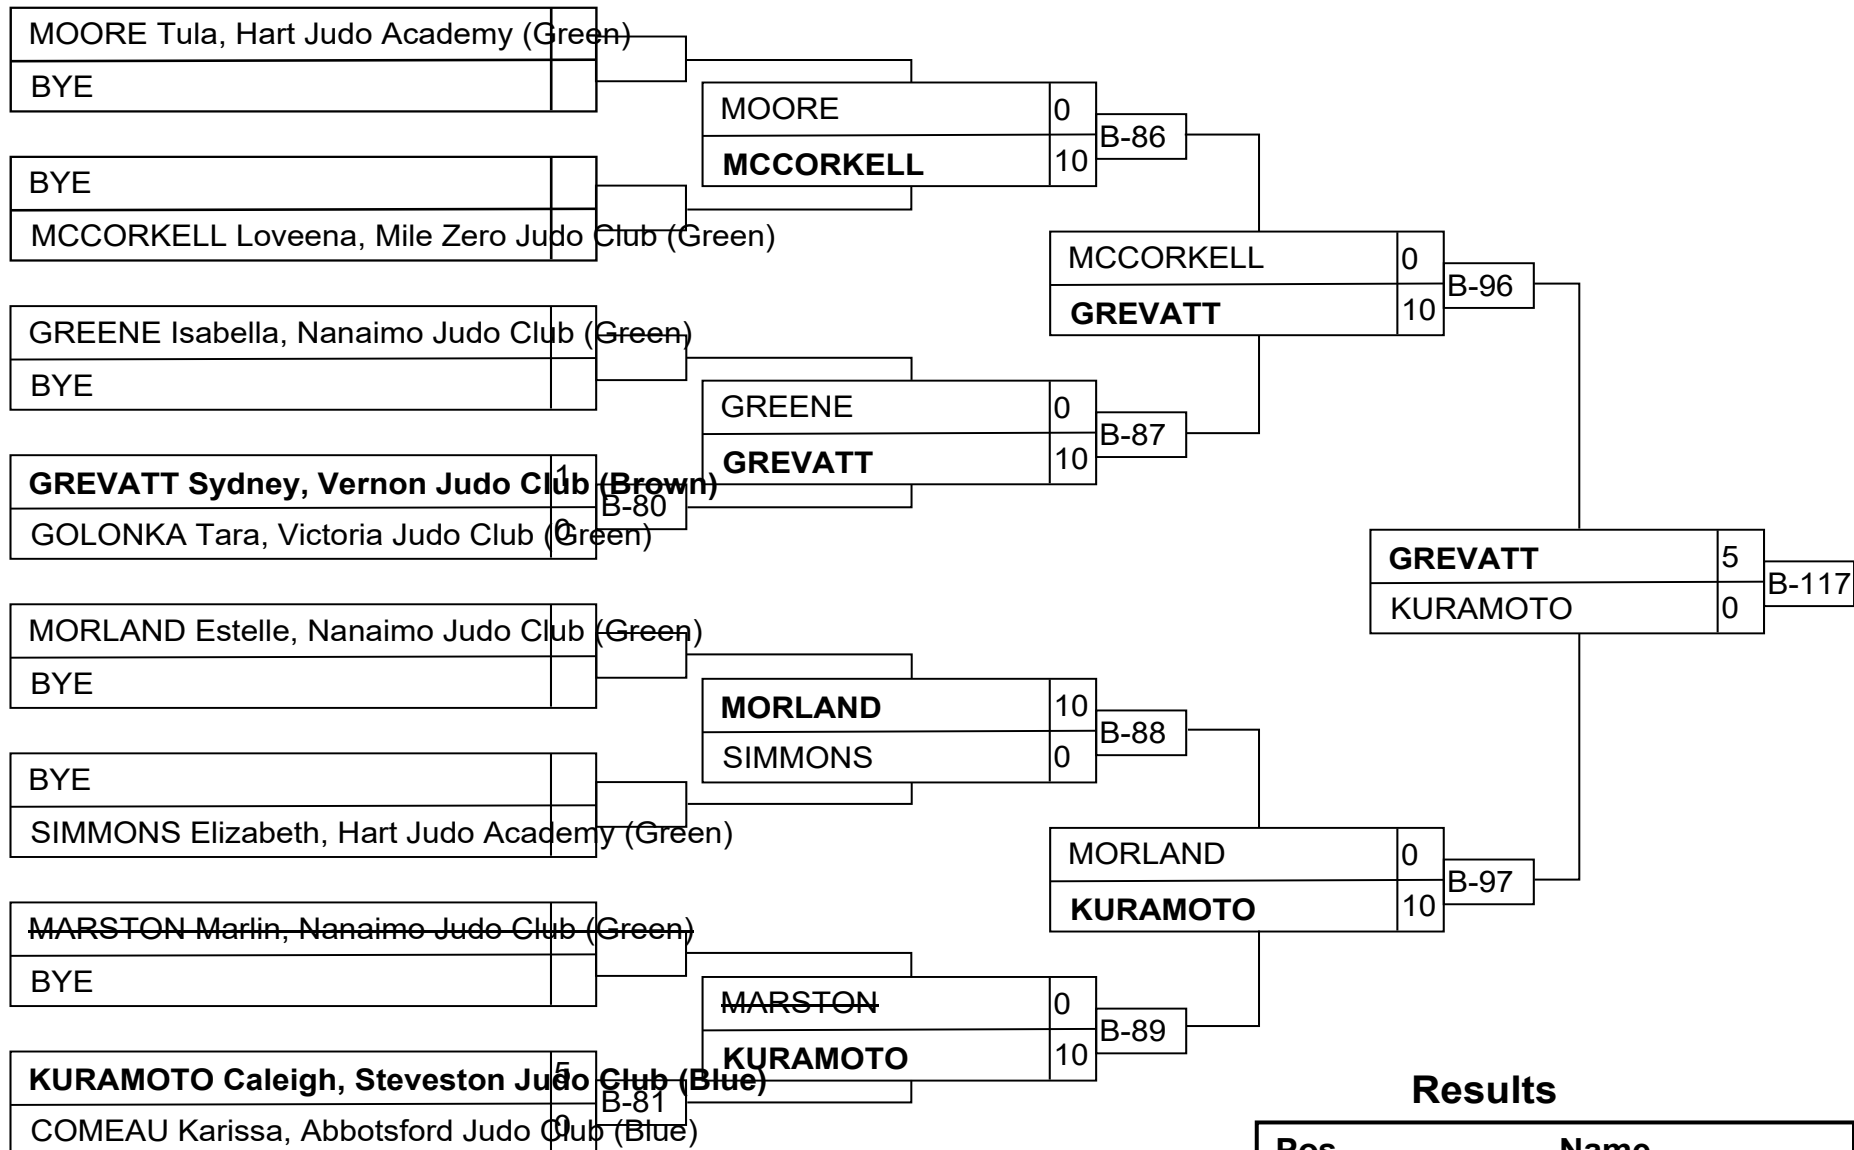 MOORE Tula, Hart Judo Academy (Green)
BYE
BYE
MCCORKELL Loveena, Mile Zero Judo Club (Green)
GREENE Isabella, Nanaimo Judo Club (Green)
BYE
GREVATT Sydney, Vernon Judo Club (Brown) 1
GOLONKA Tara, Victoria Judo Club (Green) 0
B-80
MORLAND Estelle, Nanaimo Judo Club (Green)
BYE
BYE
SIMMONS Elizabeth, Hart Judo Academy (Green)
MARSTON Marlin, Nanaimo Judo Club (Green)
BYE
KURAMOTO Caleigh, Steveston Judo Club (Blue) 5
COMEAU Karissa, Abbotsford Judo Club (Blue) 0
B-81
MOORE 0
MCCORKELL 10
B-86
GREENE 0
GREVATT 10
B-87
MORLAND 10
SIMMONS 0
B-88
MARSTON 0
KURAMOTO 10
B-89
MCCORKELL 0
GREVATT 10
B-96
MORLAND 0
KURAMOTO 10
B-97
GREVATT 5
KURAMOTO 0
B-117
Results
Pos Name